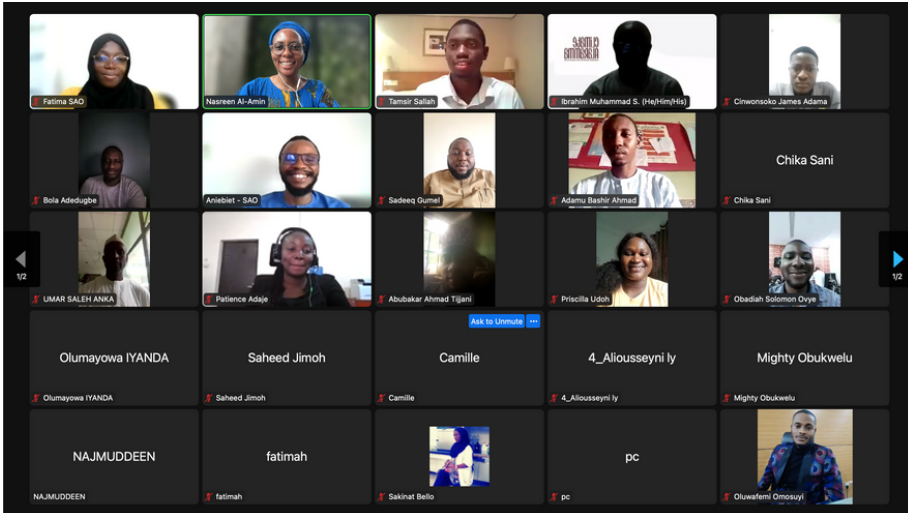 Fatima SAO
Nasreen Al-Amin
Tamsir Sallah
Ibrahim Muhammad S. (He/Him/His)
Cinwonsoko James Adama
Bola Adedugbe
Aniebiet - SAO
Sadeeq Gumel
Adamu Bashir Ahmad
Chika Sani
Chika Sani
1/2
UMAR SALEH ANKA
Patience Adaje
Abubakar Ahmad Tijjani
Priscilla Udoh
Obadiah Solomon Ovye
1/2
Ask to Unmute
Olumayowa IYANDA
Saheed Jimoh
Camille
4_Aliousseyni ly
Mighty Obukwelu
Olumayowa IYANDA
Saheed Jimoh
Camille
4_Aliousseyni ly
Mighty Obukwelu
NAJMUDDEEN
fatimah
pc
NAJMUDDEEN
fatimah
Sakinat Bello
pc
Oluwafemi Omosuyi